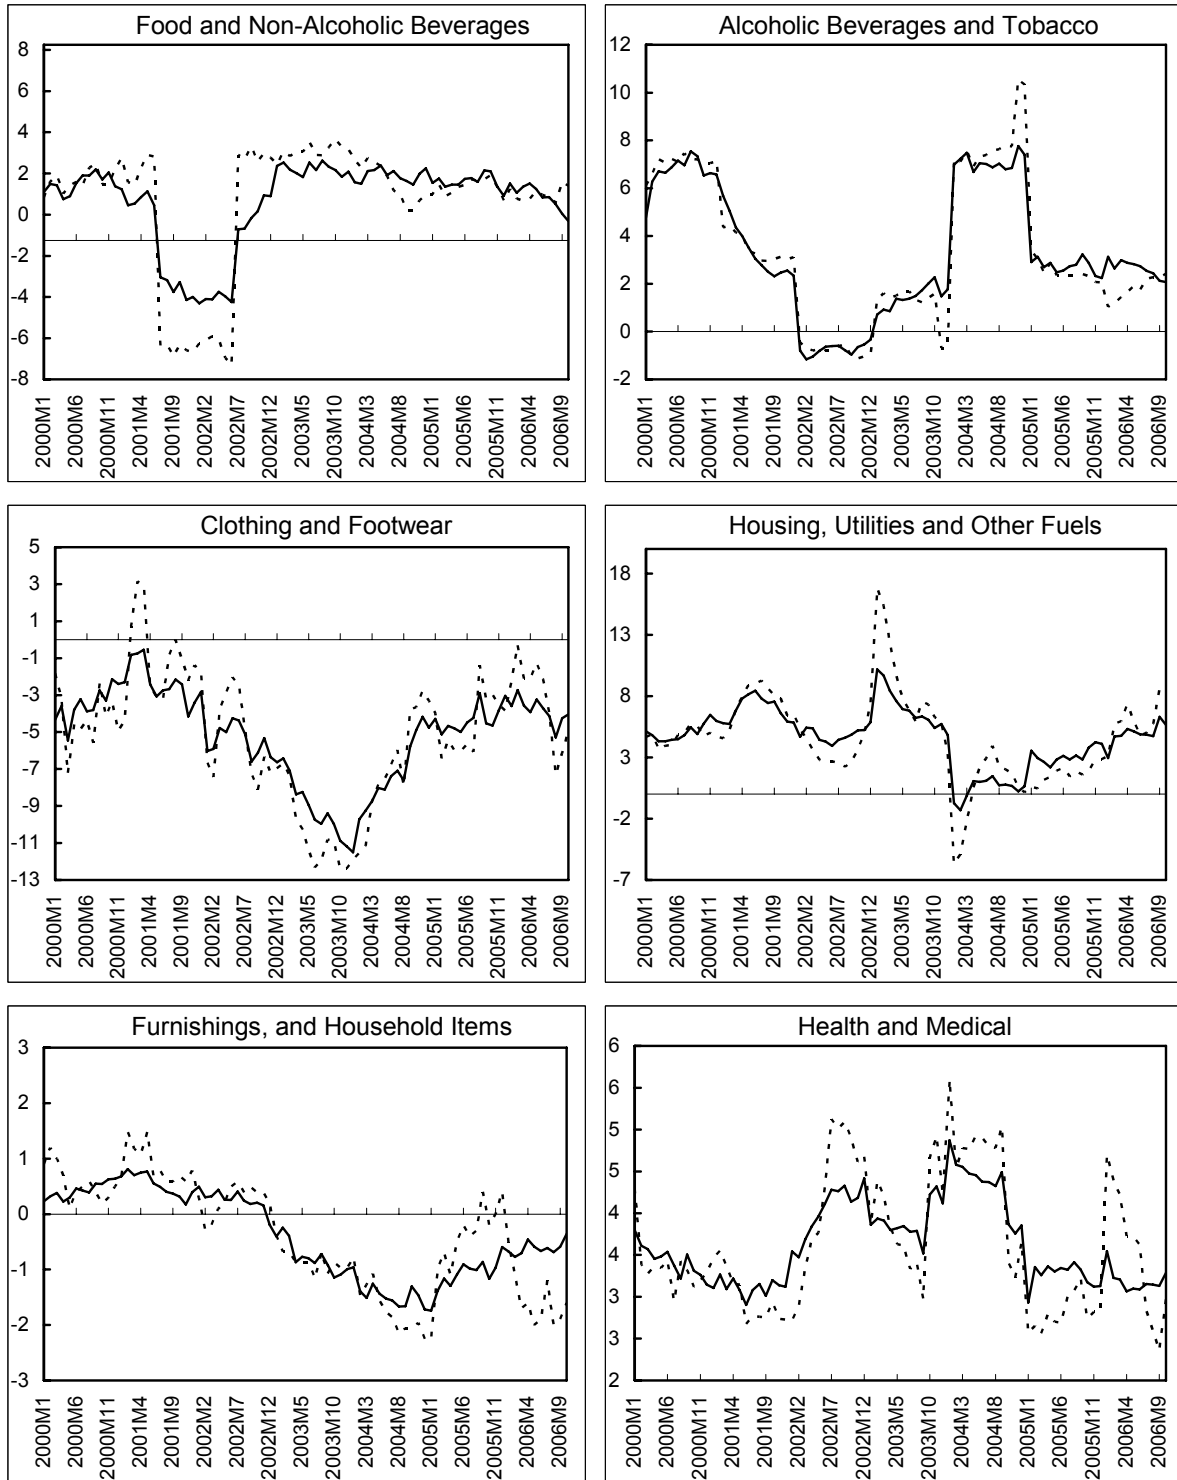 Food and Non-Alcoholic Beverages
8
6
4
2
0
-2
-4
-6
-8
2000M1
2000M6
2000M11
2001M4
2001M9
2002M2
2002M7
2002M12
2003M5
2003M10
2004M3
2004M8
2005M1
2005M6
2005M11
2006M4
2006M9
Alcoholic Beverages and Tobacco
12
10
8
6
4
2
0
-2
2000M1
2000M6
2000M11
2001M4
2001M9
2002M2
2002M7
2002M12
2003M5
2003M10
2004M3
2004M8
2005M1
2005M6
2005M11
2006M4
2006M9
Clothing and Footwear
5
3
1
-1
-3
-5
-7
-9
-11
-13
2000M1
2000M6
2000M11
2001M4
2001M9
2002M2
2002M7
2002M12
2003M5
2003M10
2004M3
2004M8
2005M1
2005M6
2005M11
2006M4
2006M9
Housing, Utilities and Other Fuels
18
13
8
3
-2
-7
2000M1
2000M6
2000M11
2001M4
2001M9
2002M2
2002M7
2002M12
2003M5
2003M10
2004M3
2004M8
2005M1
2005M6
2005M11
2006M4
2006M9
Furnishings, and Household Items
3
2
1
0
-1
-2
-3
2000M1
2000M6
2000M11
2001M4
2001M9
2002M2
2002M7
2002M12
2003M5
2003M10
2004M3
2004M8
2005M1
2005M6
2005M11
2006M4
2006M9
Health and Medical
6
6
5
5
4
4
3
3
2
2000M1
2000M6
2000M11
2001M4
2001M9
2002M2
2002M7
2002M12
2003M5
2003M10
2004M3
2004M8
2005M1
2005M6
2005M11
2006M4
2006M9